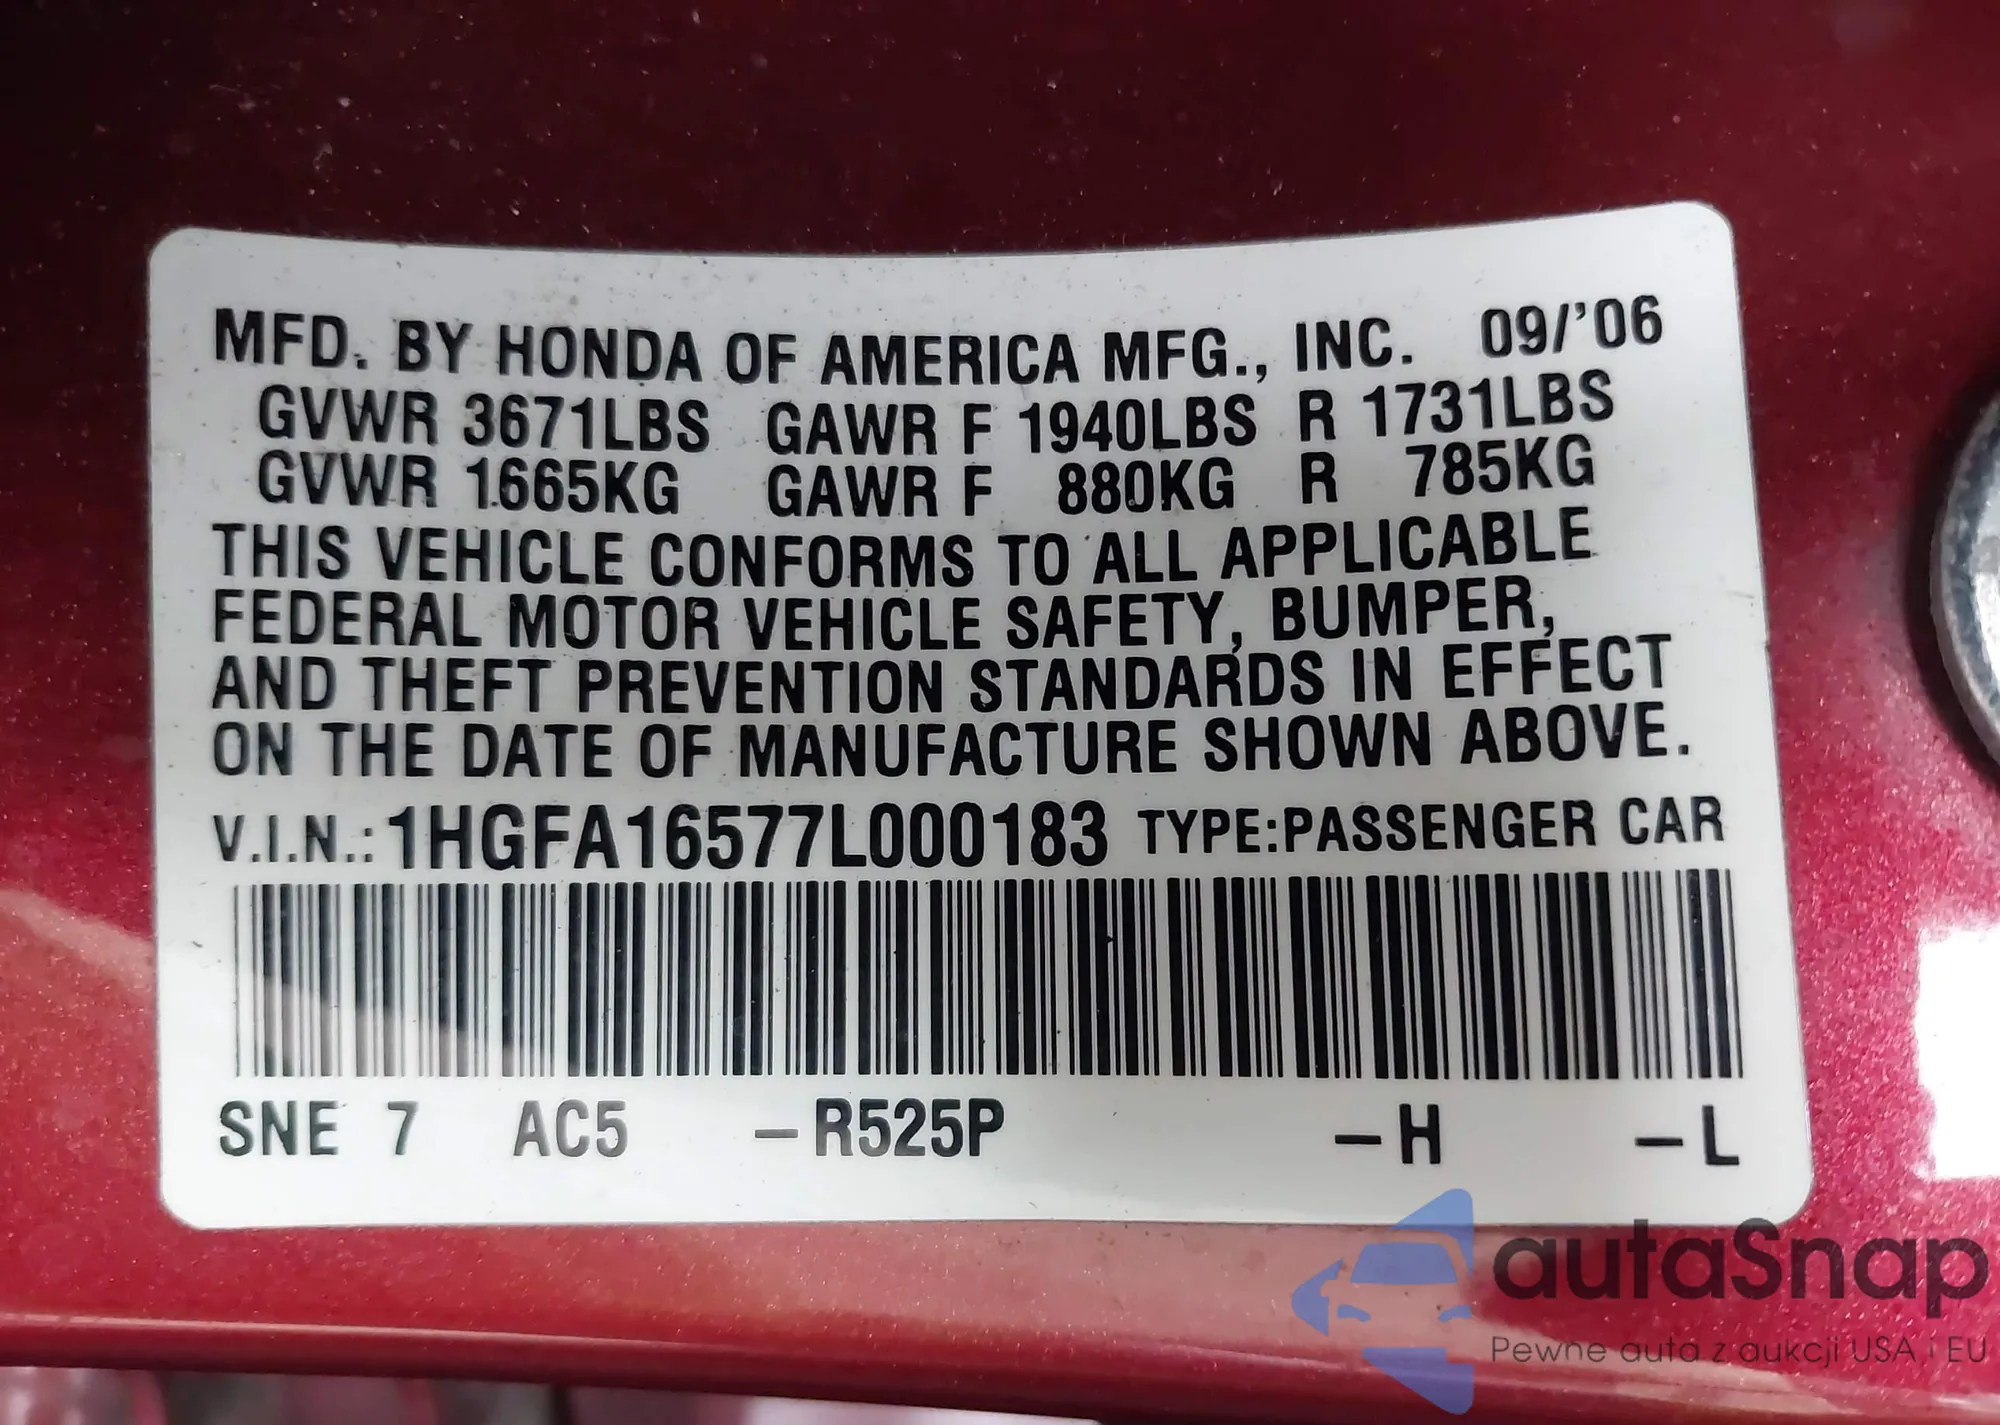 MFD. BY HONDA OF AMERICA MFG., INC. 09/'06
GVWR 3671LBS GAWR F 1940LBS R 1731LBS
GVWR 1665KG GAWR F 880KG R 785KG
THIS VEHICLE CONFORMS TO ALL APPLICABLE
FEDERAL MOTOR VEHICLE SAFETY, BUMPER,
AND THEFT PREVENTION STANDARDS IN EFFECT
ON THE DATE OF MANUFACTURE SHOWN ABOVE.
V.I.N.: 1HGFA16577L000183 TYPE:PASSENGER CAR
SNE 7 AC5 –R525P –H –L
autaSnap
Pewne auta z aukcji USA i EU